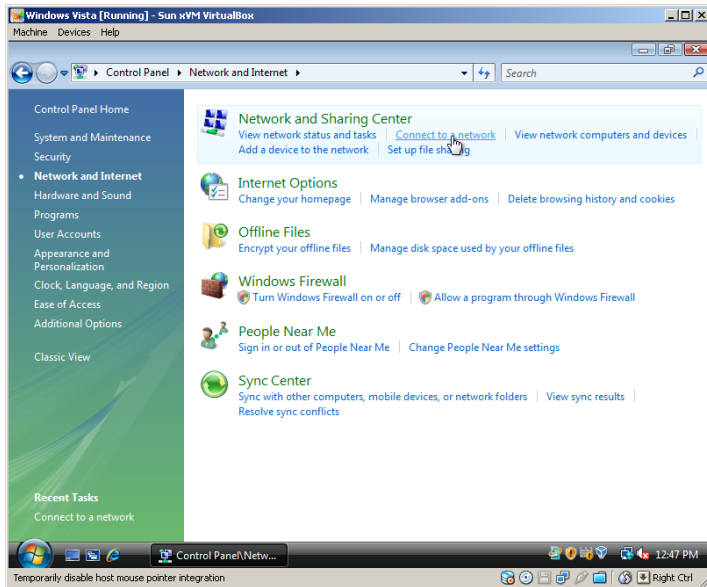 Windows Vista [Running] - Sun xVM VirtualBox
Machine Devices Help
Control Panel Network and Internet
Search
Control Panel Home
System and Maintenance
Security
Network and Internet
Hardware and Sound
Programs
User Accounts
Appearance and
Personalization
Clock, Language, and Region
Ease of Access
Additional Options
Classic View
Recent Tasks
Connect to a network
Network and Sharing Center
View network status and tasks Connect to a network View network computers and devices
Add a device to the network Set up file sharing
Internet Options
Change your homepage Manage browser add-ons Delete browsing history and cookies
Offline Files
Encrypt your offline files Manage disk space used by your offline files
Windows Firewall
Turn Windows Firewall on or off Allow a program through Windows Firewall
People Near Me
Sign in or out of People Near Me Change People Near Me settings
Sync Center
Sync with other computers, mobile devices, or network folders View sync results
Resolve sync conflicts
Control Panel\Netw...
12:47 PM
Temporarily disable host mouse pointer integration
Right Ctrl